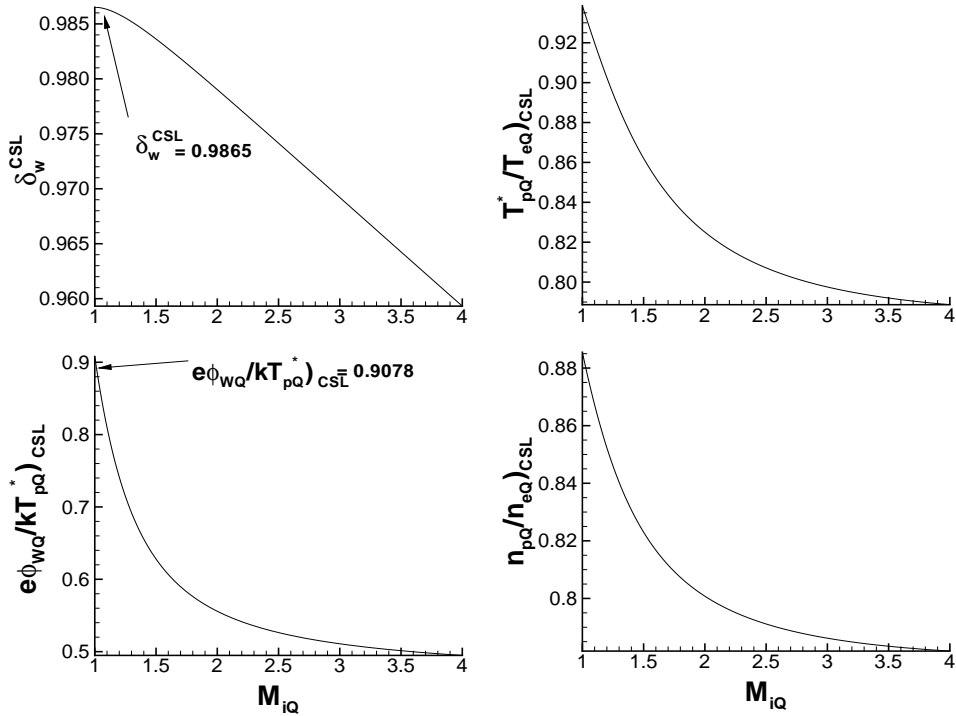 δ_w^CSL
0.985
0.980
0.975
0.970
0.965
0.960
δ_w^CSL = 0.9865
1 1.5 2 2.5 3 3.5 4
T*_pQ/T_eQ)_CSL
0.92
0.90
0.88
0.86
0.84
0.82
0.80
1 1.5 2 2.5 3 3.5 4
eϕ_WQ/kT*_pQ)_CSL
0.9
0.8
0.7
0.6
0.5
eϕ_WQ/kT_pQ^*)_CSL = 0.9078
1 1.5 2 2.5 3 3.5 4
M_iQ
n_pQ/n_eQ)_CSL
0.88
0.86
0.84
0.82
0.8
1 1.5 2 2.5 3 3.5 4
M_iQ